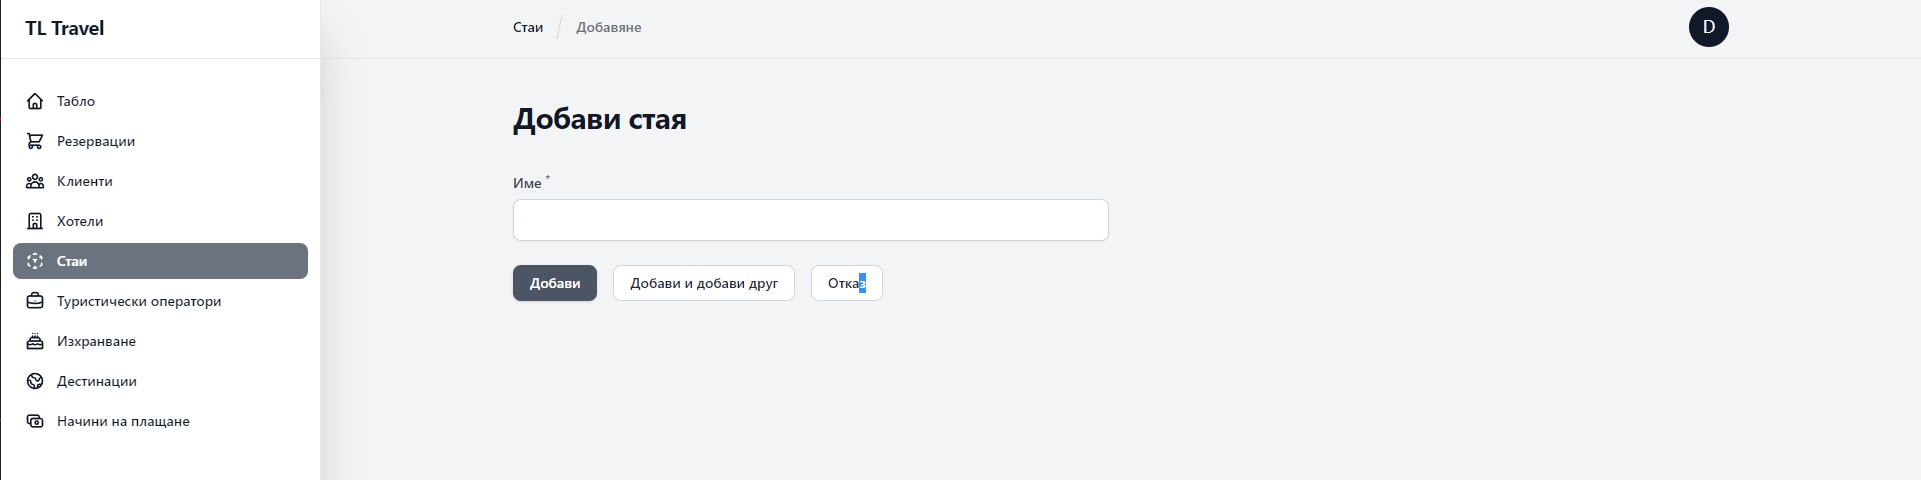 TL Travel
Стаи / Добавяне
D
Табло
Резервации
Клиенти
Хотели
Стаи
Туристически оператори
Изхранване
Дестинации
Начини на плащане
Добави стая
Име *
Добави
Добави и добави друг
Отказ